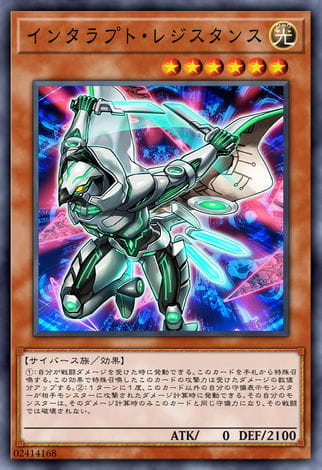 インタラプト・レジスタンス
光
【サイバース族/効果】
①:自分が戦闘ダメージを受けた時に発動できる。このカードを手札から特殊召
喚する。この効果で特殊召喚したこのカードの攻撃力は受けたダメージの数値
分アップする。②:1ターンに1度、このカード以外の自分の守備表示モンスタ
ーが相手モンスターに攻撃されたダメージ計算時に発動できる。その自分のモ
ンスターは、そのダメージ計算時のみこのカードと同じ守備力になり、その戦闘
では破壊されない。
ATK/ 0 DEF/2100
02414168